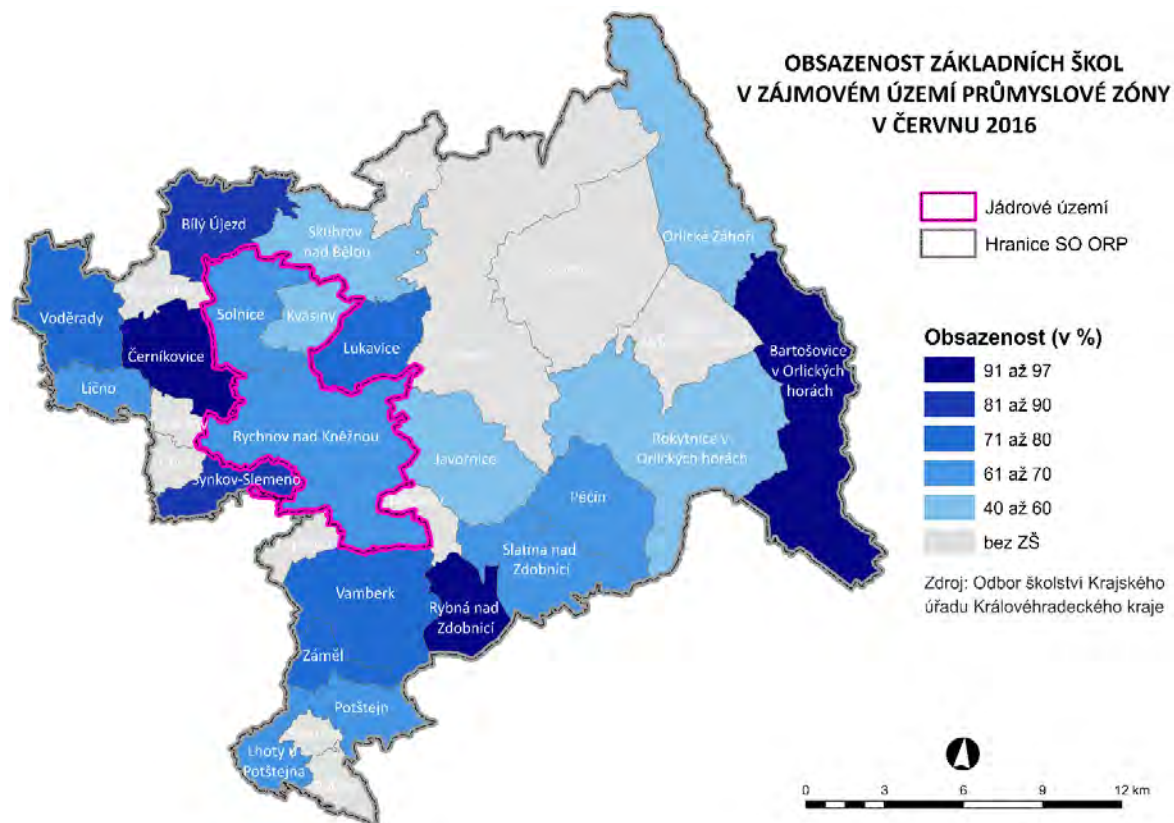 OBSAZENOST ZÁKLADNÍCH ŠKOL
V ZÁJMOVÉM ÚZEMÍ PRŮMYSLOVÉ ZÓNY
V ČERVNU 2016
Jádrové území
Hranice SO ORP
Bílý Újezd
Skuhrov
nad Bělou
Orlické Záhoří
Solnice
Kvasiny
Voděrady
Lukavice
Černíkovice
Bartošovice
v Orlických
horách
Lično
Rychnov nad Kněžnou
Javornice
Rokytnice v
Orlických horách
Synkov-Slemeno
Pěčín
Slatina nad
Zdobnicí
Vamberk
Rybná nad
Zdobnicí
Záměl
Potštejn
Lhoty u
Potštejna
Obsazenost (v %)
91 až 97
81 až 90
71 až 80
61 až 70
40 až 60
bez ZŠ
Zdroj: Odbor školství Krajského
úřadu Královéhradeckého kraje
0 3 6 9 12 km